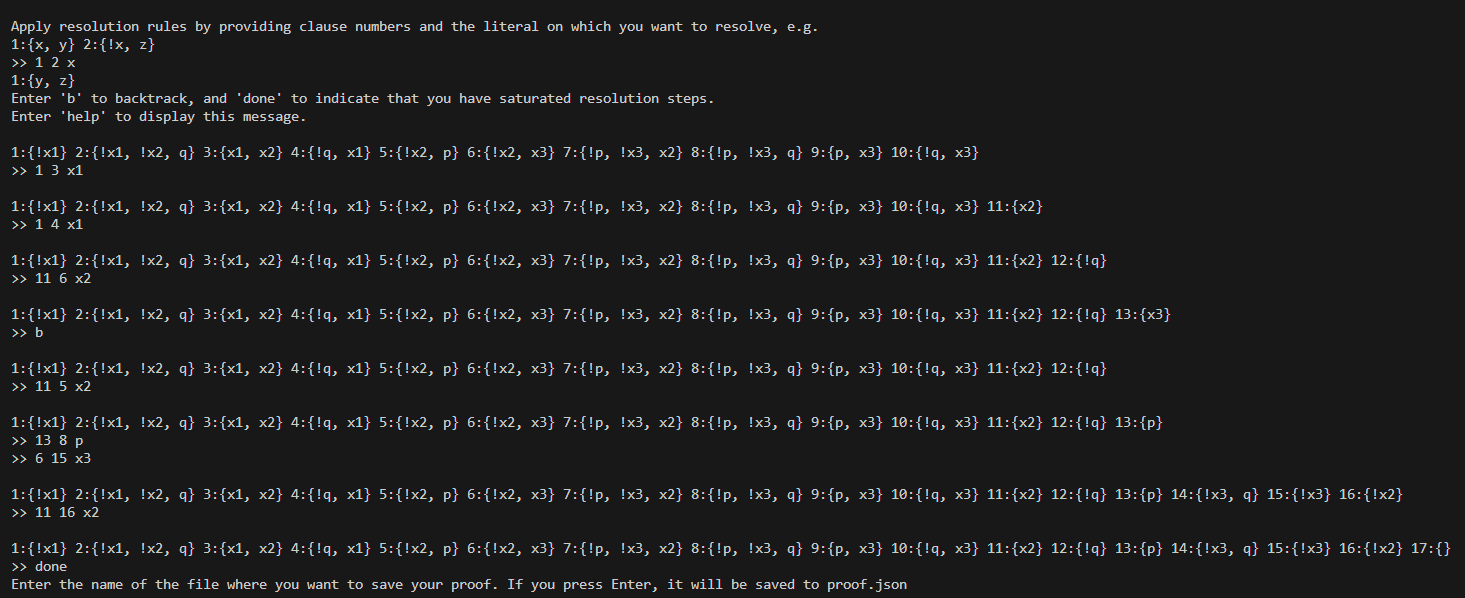 Apply resolution rules by providing clause numbers and the literal on which you want to resolve, e.g.
1:{x, y} 2:{!x, z}
>> 1 2 x
1:{y, z}
Enter 'b' to backtrack, and 'done' to indicate that you have saturated resolution steps.
Enter 'help' to display this message.
1:{!x1} 2:{!x1, !x2, q} 3:{x1, x2} 4:{!q, x1} 5:{!x2, p} 6:{!x2, x3} 7:{!p, !x3, x2} 8:{!p, !x3, q} 9:{p, x3} 10:{!q, x3}
>> 1 3 x1
1:{!x1} 2:{!x1, !x2, q} 3:{x1, x2} 4:{!q, x1} 5:{!x2, p} 6:{!x2, x3} 7:{!p, !x3, x2} 8:{!p, !x3, q} 9:{p, x3} 10:{!q, x3} 11:{x2}
>> 1 4 x1
1:{!x1} 2:{!x1, !x2, q} 3:{x1, x2} 4:{!q, x1} 5:{!x2, p} 6:{!x2, x3} 7:{!p, !x3, x2} 8:{!p, !x3, q} 9:{p, x3} 10:{!q, x3} 11:{x2} 12:{!q}
>> 11 6 x2
1:{!x1} 2:{!x1, !x2, q} 3:{x1, x2} 4:{!q, x1} 5:{!x2, p} 6:{!x2, x3} 7:{!p, !x3, x2} 8:{!p, !x3, q} 9:{p, x3} 10:{!q, x3} 11:{x2} 12:{!q} 13:{x3}
>> b
1:{!x1} 2:{!x1, !x2, q} 3:{x1, x2} 4:{!q, x1} 5:{!x2, p} 6:{!x2, x3} 7:{!p, !x3, x2} 8:{!p, !x3, q} 9:{p, x3} 10:{!q, x3} 11:{x2} 12:{!q}
>> 11 5 x2
1:{!x1} 2:{!x1, !x2, q} 3:{x1, x2} 4:{!q, x1} 5:{!x2, p} 6:{!x2, x3} 7:{!p, !x3, x2} 8:{!p, !x3, q} 9:{p, x3} 10:{!q, x3} 11:{x2} 12:{!q} 13:{p}
>> 13 8 p
>> 6 15 x3
1:{!x1} 2:{!x1, !x2, q} 3:{x1, x2} 4:{!q, x1} 5:{!x2, p} 6:{!x2, x3} 7:{!p, !x3, x2} 8:{!p, !x3, q} 9:{p, x3} 10:{!q, x3} 11:{x2} 12:{!q} 13:{p} 14:{!x3, q} 15:{!x3} 16:{!x2}
>> 11 16 x2
1:{!x1} 2:{!x1, !x2, q} 3:{x1, x2} 4:{!q, x1} 5:{!x2, p} 6:{!x2, x3} 7:{!p, !x3, x2} 8:{!p, !x3, q} 9:{p, x3} 10:{!q, x3} 11:{x2} 12:{!q} 13:{p} 14:{!x3, q} 15:{!x3} 16:{!x2} 17:{}
>> done
Enter the name of the file where you want to save your proof. If you press Enter, it will be saved to proof.json